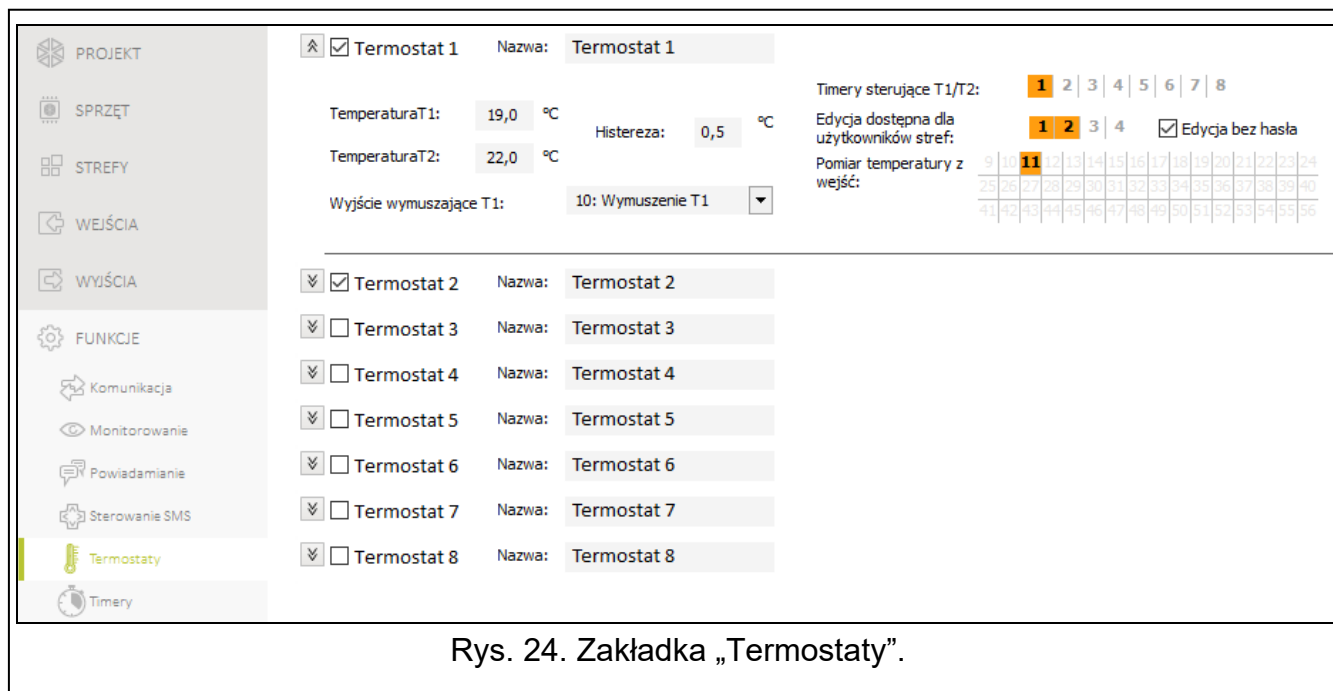 PROJEKT
SPRZĘT
STREFY
WEJŚCIA
WYJŚCIA
FUNKCJE
Komunikacja
Monitorowanie
Powiadamianie
Sterowanie SMS
Termostaty
Timery
Termostat 1 Nazwa: Termostat 1
TemperaturaT1: 19,0 ºC
TemperaturaT2: 22,0 ºC
Histereza: 0,5 ºC
Wyjście wymuszające T1: 10: Wymuszenie T1
Timery sterujące T1/T2: 1 2 3 4 5 6 7 8
Edycja dostępna dla
użytkowników stref: 1 2 3 4 Edycja bez hasła
Pomiar temperatury z
wejść:
9 10 11 12 13 14 15 16 17 18 19 20 21 22 23 24
25 26 27 28 29 30 31 32 33 34 35 36 37 38 39 40
41 42 43 44 45 46 47 48 49 50 51 52 53 54 55 56
Termostat 2 Nazwa: Termostat 2
Termostat 3 Nazwa: Termostat 3
Termostat 4 Nazwa: Termostat 4
Termostat 5 Nazwa: Termostat 5
Termostat 6 Nazwa: Termostat 6
Termostat 7 Nazwa: Termostat 7
Termostat 8 Nazwa: Termostat 8
Rys. 24. Zakładka „Termostaty”.